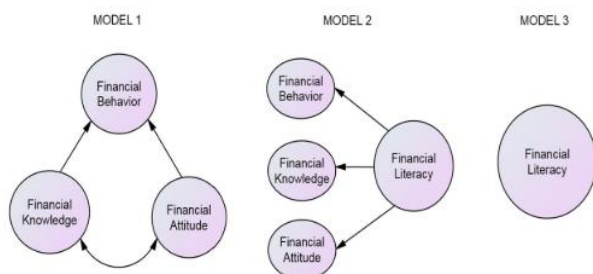 MODEL 1
Financial
Behavior
Financial
Knowledge
Financial
Attitude
MODEL 2
Financial
Behavior
Financial
Knowledge
Financial
Attitude
Financial
Literacy
MODEL 3
Financial
Literacy